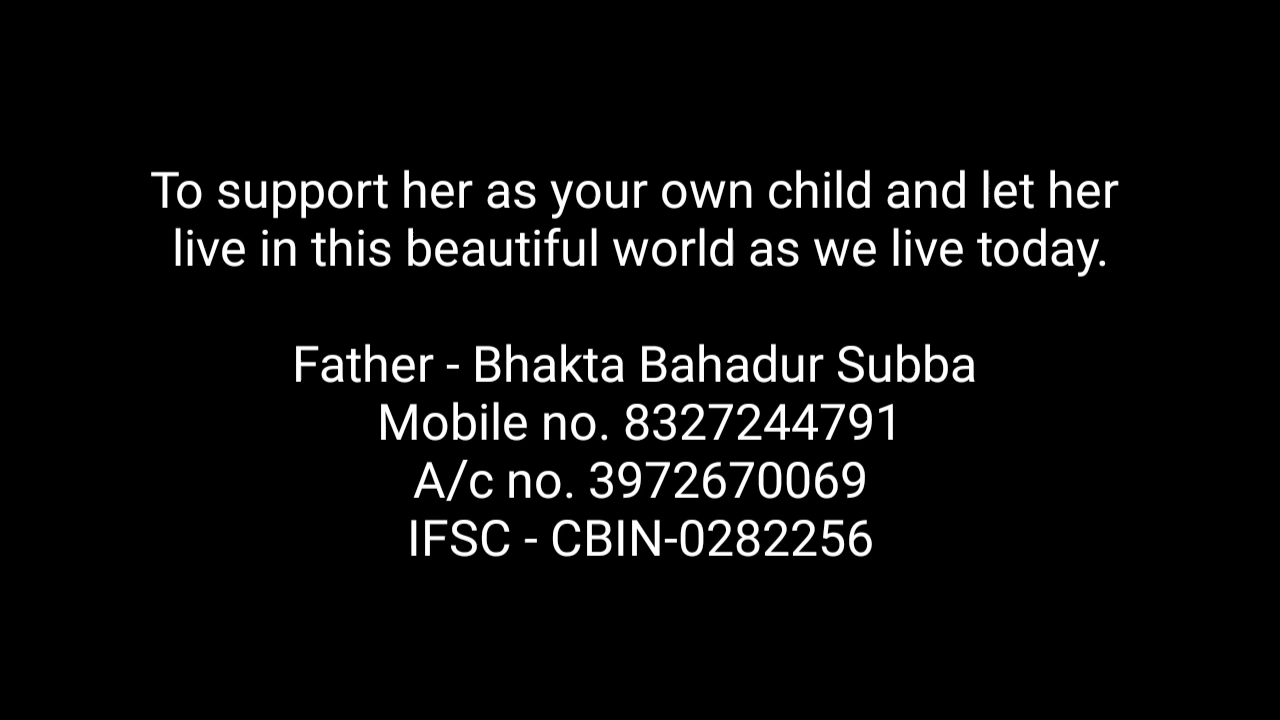 To support her as your own child and let her
live in this beautiful world as we live today.
Father - Bhakta Bahadur Subba
Mobile no. 8327244791
A/c no. 3972670069
IFSC - CBIN-0282256